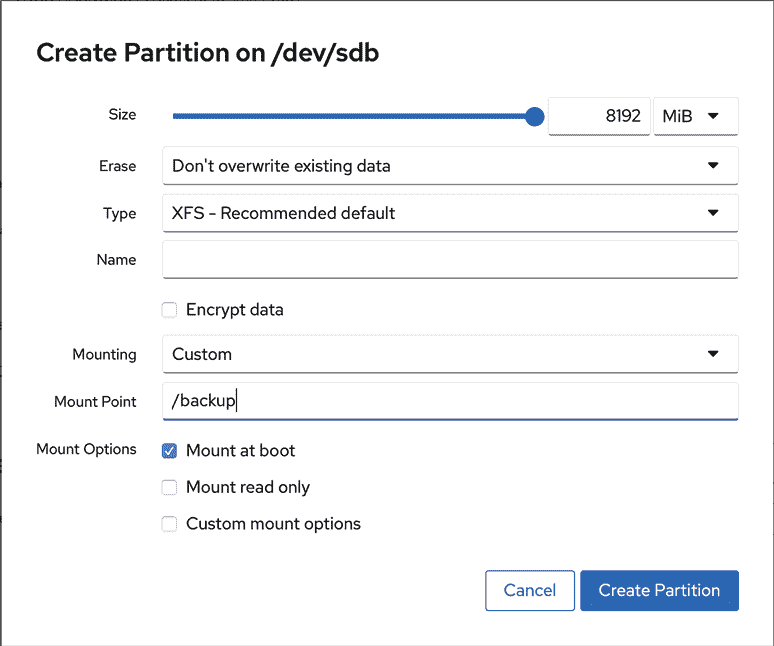 Create Partition on /dev/sdb
Size 8192 MiB
Erase Don't overwrite existing data
Type XFS - Recommended default
Name
Encrypt data
Mounting Custom
Mount Point /backup
Mount Options Mount at boot
Mount read only
Custom mount options
Cancel Create Partition